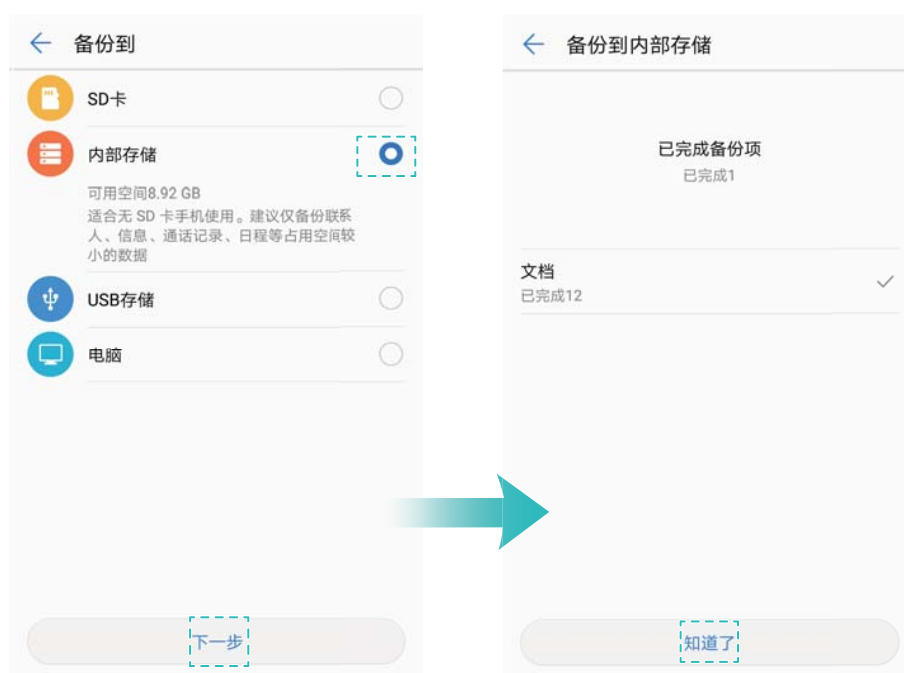 备份到
SD卡
内部存储
可用空间8.92 GB
适合无 SD 卡手机使用。建议仅备份联系
人、信息、通话记录、日程等占用空间较
小的数据
USB存储
电脑
下一步
备份到内部存储
已完成备份项
已完成1
文档
已完成12
知道了